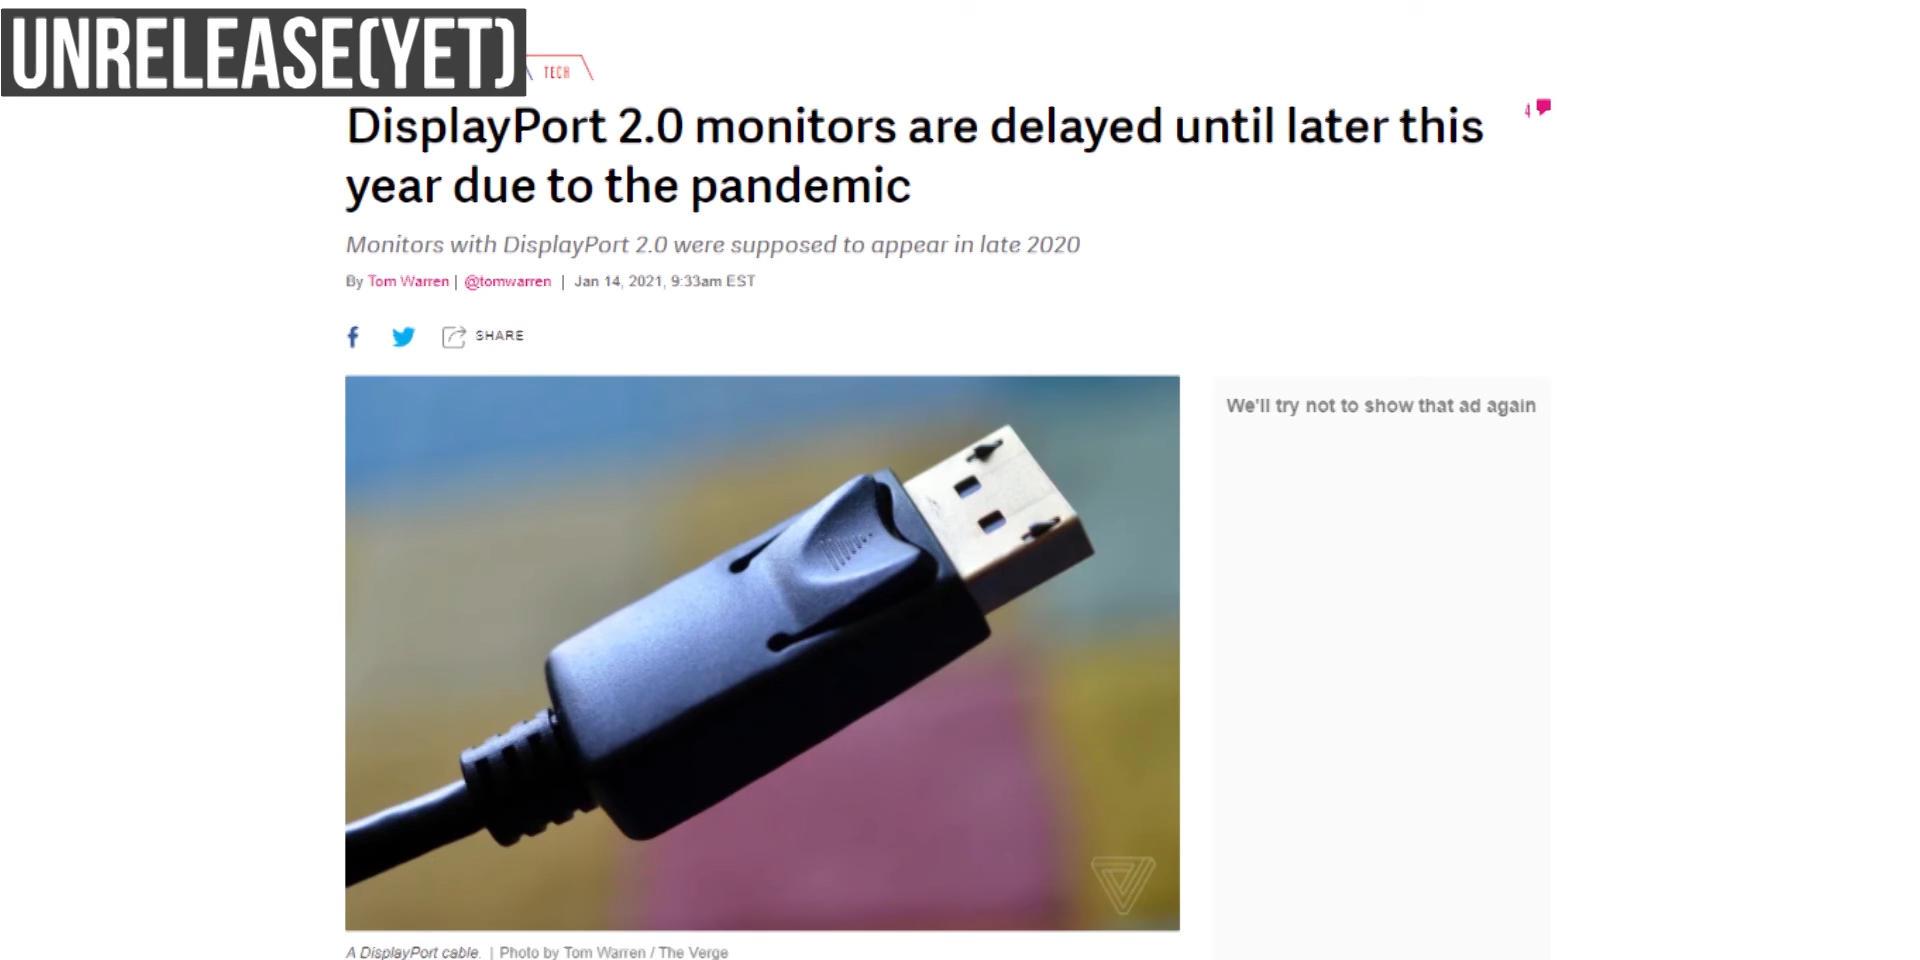 UNRELEASE(YET)
TECH
DisplayPort 2.0 monitors are delayed until later this
year due to the pandemic
4
Monitors with DisplayPort 2.0 were supposed to appear in late 2020
By Tom Warren | @tomwarren | Jan 14, 2021, 9:33am EST
SHARE
We'll try not to show that ad again
A DisplayPort cable. | Photo by Tom Warren / The Verge